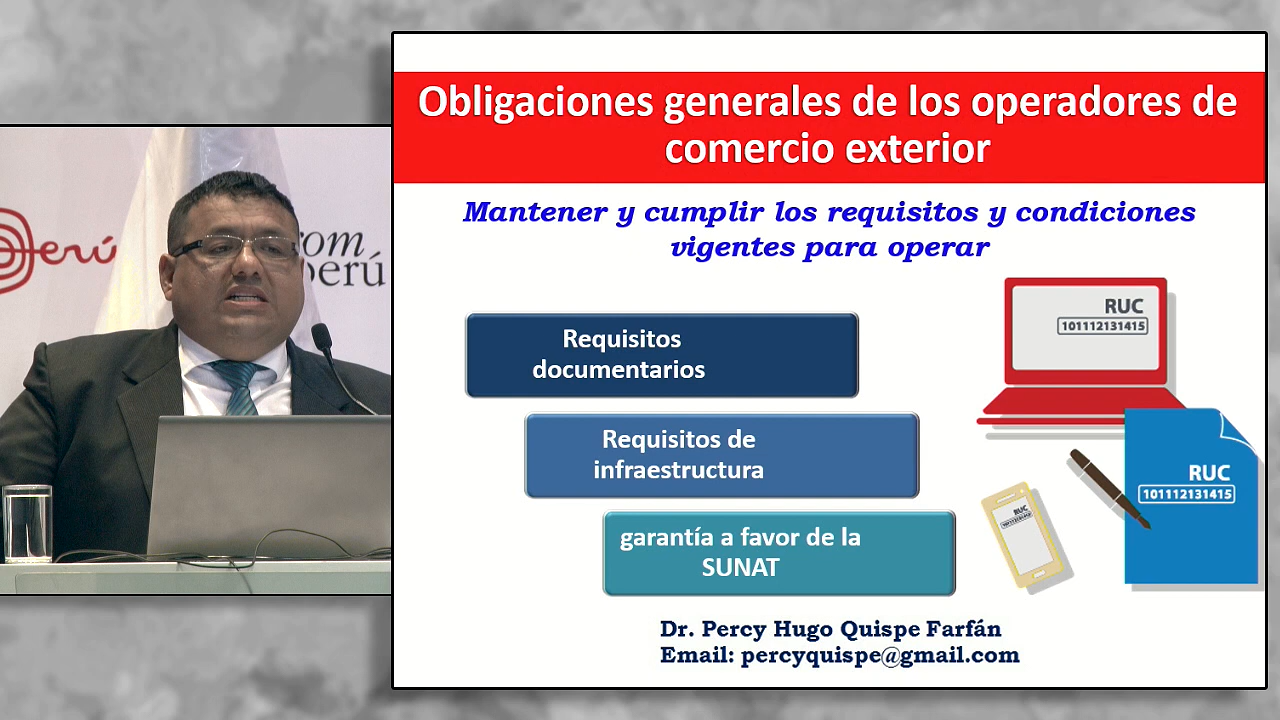 Obligaciones generales de los operadores de
comercio exterior
Mantener y cumplir los requisitos y condiciones
vigentes para operar
Requisitos
documentarios
Requisitos de
infraestructura
garantía a favor de la
SUNAT
RUC
101112131415
RUC
101112131415
RUC
101112131415
Dr. Percy Hugo Quispe Farfán
Email: percyquispe@gmail.com
Perú
om
perú